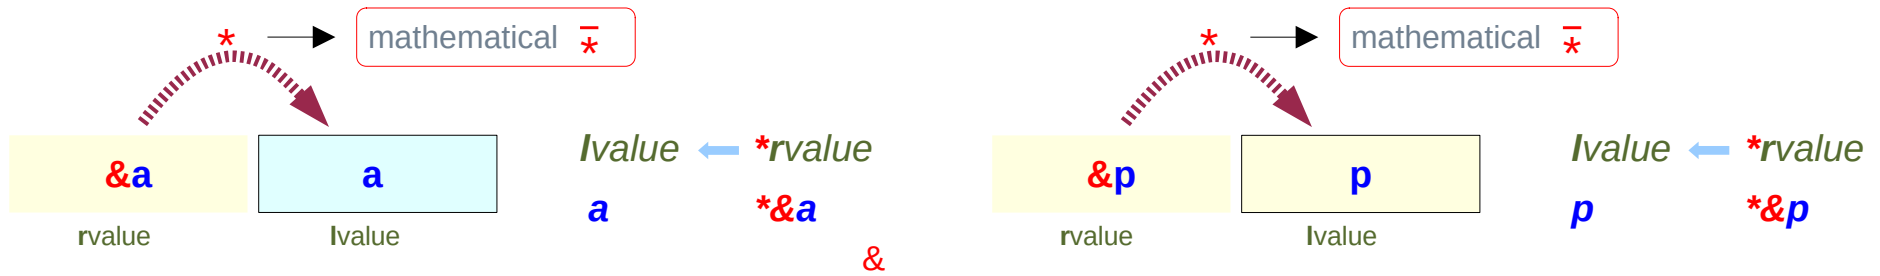 * mathematical *̅
&a a
rvalue lvalue
lvalue *rvalue
a *&a
&
* mathematical *̅
&p p
rvalue lvalue
lvalue *rvalue
p *&p